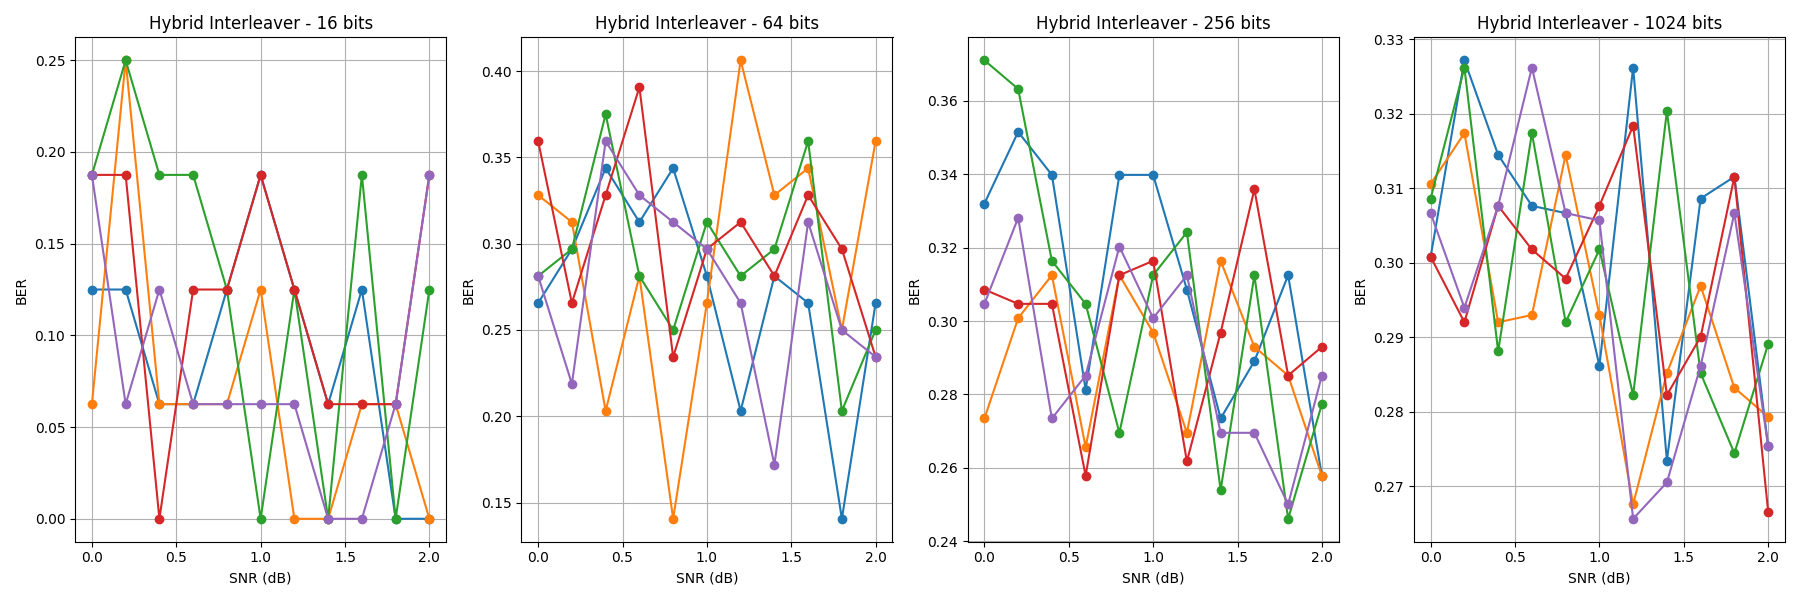 Hybrid Interleaver - 16 bits
BER
0.25
0.20
0.15
0.10
0.05
0.00
0.0 0.5 1.0 1.5 2.0
SNR (dB)
Hybrid Interleaver - 64 bits
BER
0.40
0.35
0.30
0.25
0.20
0.15
0.0 0.5 1.0 1.5 2.0
SNR (dB)
Hybrid Interleaver - 256 bits
BER
0.36
0.34
0.32
0.30
0.28
0.26
0.24
0.0 0.5 1.0 1.5 2.0
SNR (dB)
Hybrid Interleaver - 1024 bits
BER
0.33
0.32
0.31
0.30
0.29
0.28
0.27
0.0 0.5 1.0 1.5 2.0
SNR (dB)